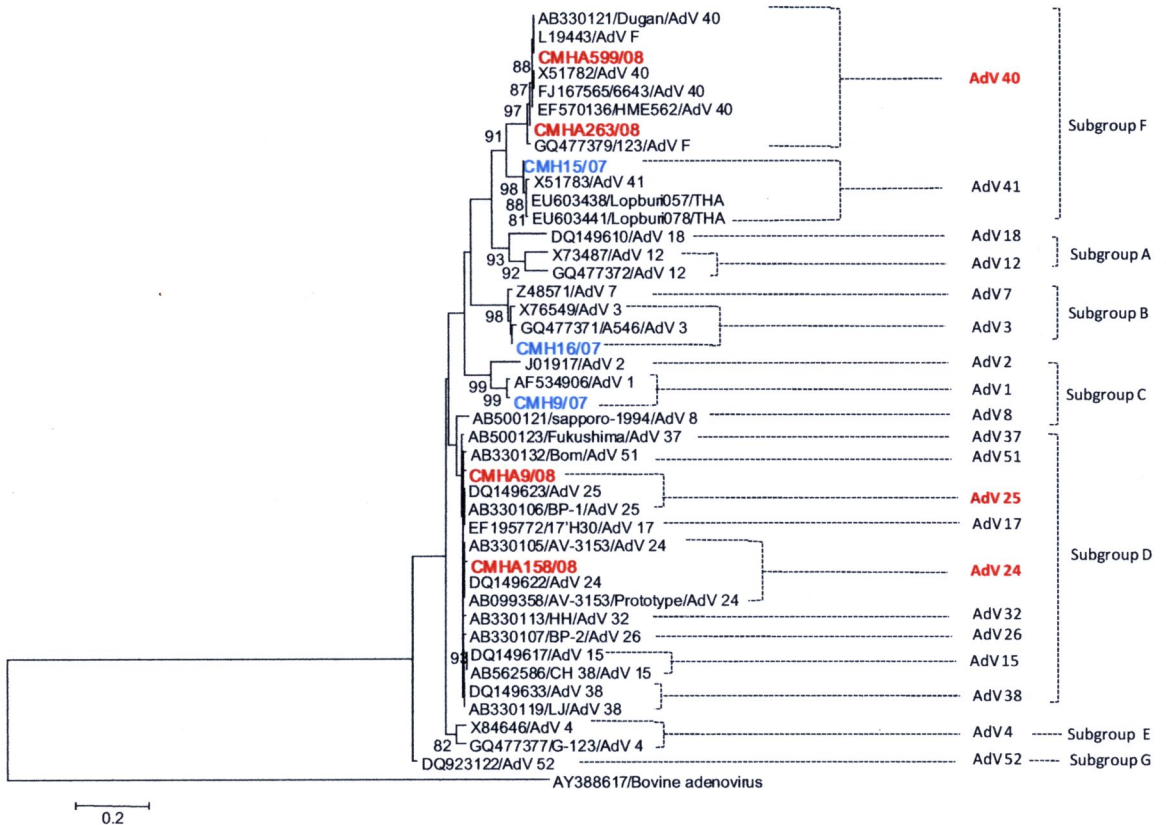 AB330121/Dugan/AdV 40
L19443/AdV F
CMHA599/08
88
X51782/AdV 40
AdV 40
87
FJ167565/6643/AdV 40
97
EF570136/HME562/AdV 40
CMHA263/08
Subgroup F
91
GQ477379/123/AdV F
CMH15/07
98
X51783/AdV 41
AdV 41
88
EU603438/Lopburi057/THA
81
EU603441/Lopburi078/THA
DQ149610/AdV 18
AdV 18
93
X73487/AdV 12
AdV 12
Subgroup A
92
GQ477372/AdV 12
Z48571/AdV 7
AdV 7
98
X76549/AdV 3
Subgroup B
GQ477371/A546/AdV 3
AdV 3
CMH16/07
J01917/AdV 2
AdV 2
99
AF534906/AdV 1
AdV 1
Subgroup C
99
CMH9/07
AB500121/sapporo-1994/AdV 8
AdV 8
AB500123/Fukushima/AdV 37
AdV 37
AB330132/Bom/AdV 51
AdV 51
CMHA9/08
DQ149623/AdV 25
AdV 25
AB330106/BP-1/AdV 25
EF195772/17'H30/AdV 17
AdV 17
AB330105/AV-3153/AdV 24
Subgroup D
CMHA158/08
AdV 24
DQ149622/AdV 24
AB099358/AV-3153/Prototype/AdV 24
AB330113/HH/AdV 32
AdV 32
AB330107/BP-2/AdV 26
AdV 26
DQ149617/AdV 15
AdV 15
AB562586/CH 38/AdV 15
DQ149633/AdV 38
AdV 38
AB330119/LJ/AdV 38
X84646/AdV 4
AdV 4
Subgroup E
82
GQ477377/G-123/AdV 4
DQ923122/AdV 52
AdV 52
Subgroup G
AY388617/Bovine adenovirus
0.2